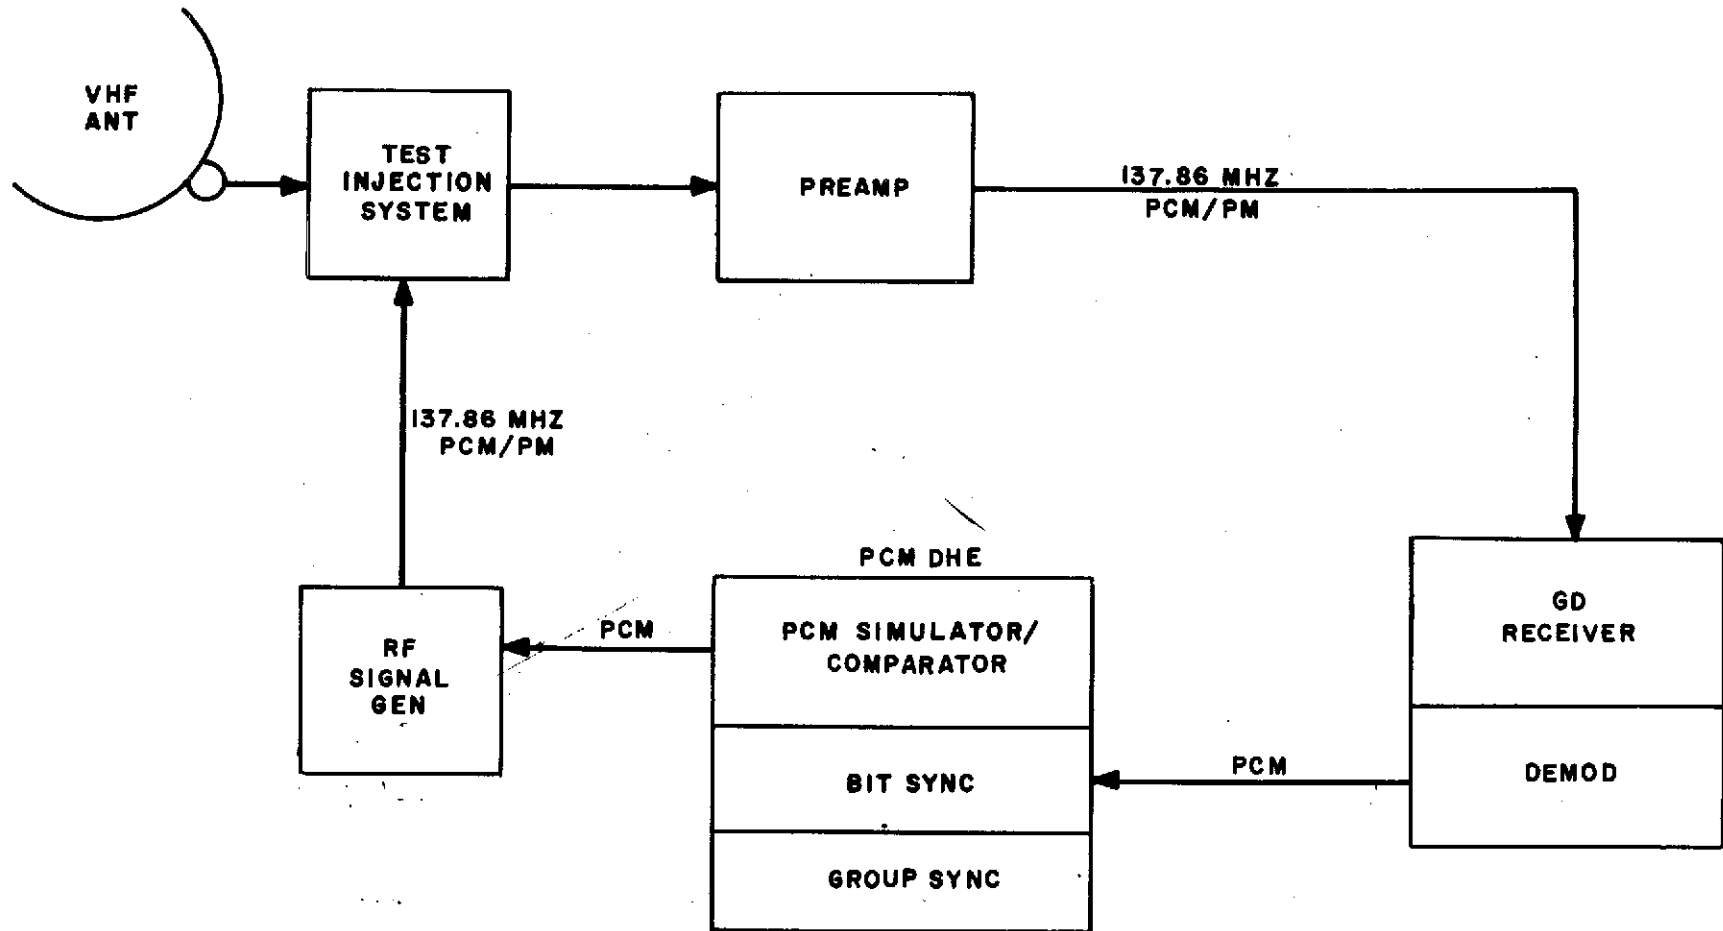 VHF
ANT
TEST
INJECTION
SYSTEM
PREAMP
137.86 MHZ
PCM/PM
137.86 MHZ
PCM/PM
PCM DHE
PCM SIMULATOR/
COMPARATOR
BIT SYNC
GROUP SYNC
PCM
RF
SIGNAL
GEN
GD
RECEIVER
DEMOD
PCM